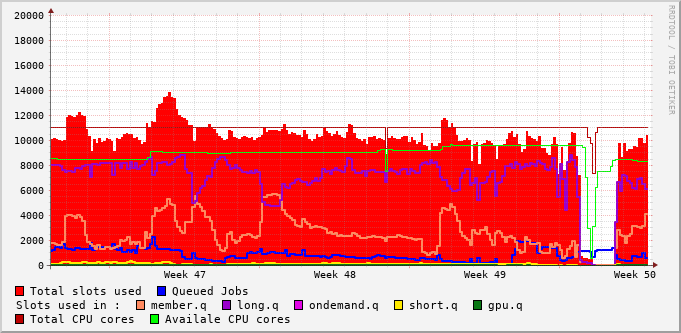 20000
18000
16000
14000
12000
10000
8000
6000
4000
2000
0
Week 47 Week 48 Week 49 Week 50
RRDTOOL / TOBI OETIKER
Total slots used Queued Jobs
Slots used in : member.q long.q ondemand.q short.q gpu.q
Total CPU cores Availale CPU cores